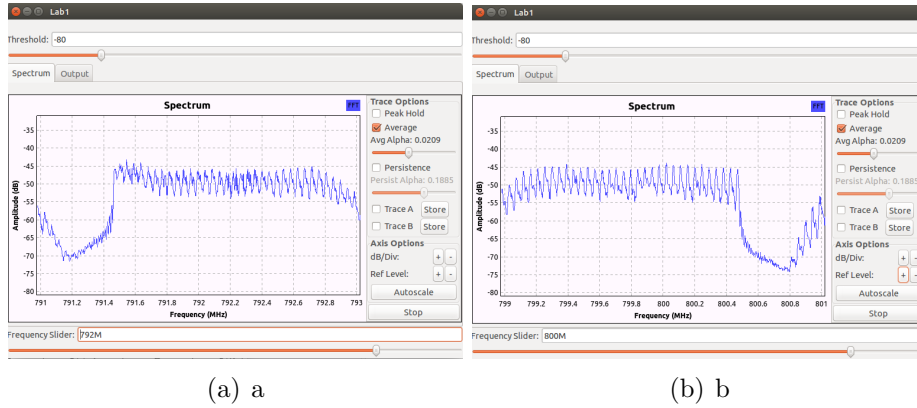 Lab1
Threshold: -80
Spectrum Output
Spectrum
FFT
Amplitude (dB)
-35
-40
-45
-50
-55
-60
-65
-70
-75
-80
791 791.2 791.4 791.6 791.8 792 792.2 792.4 792.6 792.8 793
Frequency (MHz)
Trace Options
Peak Hold
Average
Avg Alpha: 0.0209
Persistence
Persist Alpha: 0.1885
Trace A Store
Trace B Store
Axis Options
dB/Div: + -
Ref Level: + -
Autoscale
Stop
Frequency Slider: 792M
(a) a
Lab1
Threshold: -80
Spectrum Output
Spectrum
FFT
Amplitude (dB)
-35
-40
-45
-50
-55
-60
-65
-70
-75
-80
799 799.2 799.4 799.6 799.8 800 800.2 800.4 800.6 800.8 801
Frequency (MHz)
Trace Options
Peak Hold
Average
Avg Alpha: 0.0209
Persistence
Persist Alpha: 0.1885
Trace A Store
Trace B Store
Axis Options
dB/Div: + -
Ref Level: + -
Autoscale
Stop
Frequency Slider: 800M
(b) b